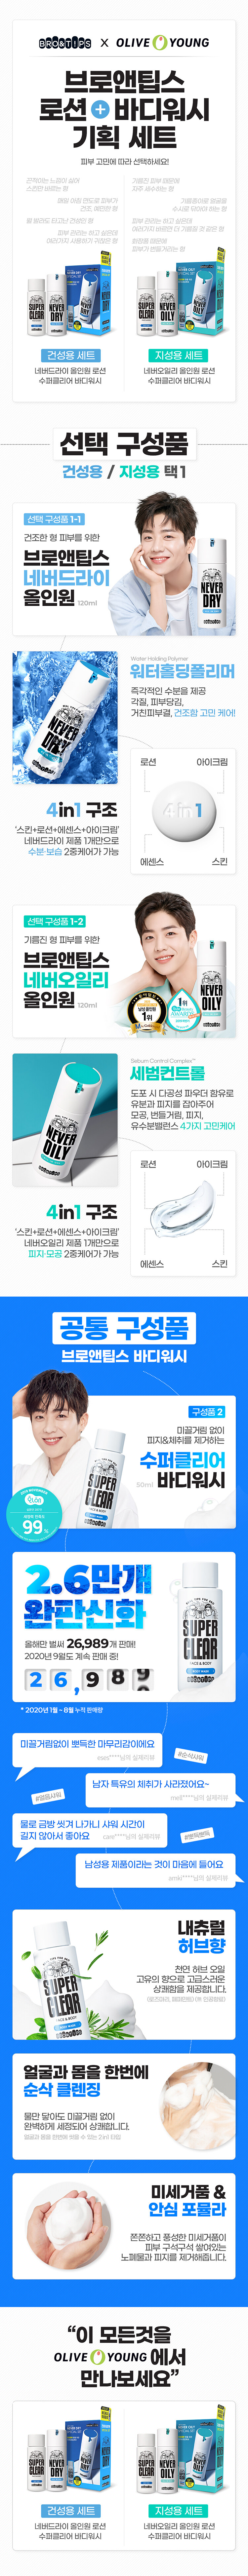 BRO&TIPS X OLIVE YOUNG
브로앤팁스
로션 + 바디워시
기획 세트
피부 고민에 따라 선택하세요!
건성용 세트
네버드라이 올인원 로션
수퍼클리어 바디워시
지성용 세트
네버오일리 올인원 로션
수퍼클리어 바디워시
선택 구성품
건성용 / 지성용 택1
선택 구성품 1-1
건조한 형 피부를 위한
브로앤팁스
네버드라이
올인원 120ml
NEVER
DRY
Water Holding Polymer
워터홀딩폴리머
즉각적인 수분을 제공
각질, 피부당김,
거친피부결, 건조함 고민 케어!
4in1 구조
'스킨+로션+에센스+아이크림'
네버드라이 제품 1개만으로
수분·보습 2중케어가 가능
로션 아이크림
4in1
에센스 스킨
선택 구성품 1-2
기름진 형 피부를 위한
브로앤팁스
네버오일리
올인원 120ml
NEVER
OILY
Sebum Control Complex™
세범컨트롤
도포 시 다공성 파우더 함유로
유분과 피지를 잡아주어
모공, 번들거림, 피지,
유수분밸런스 4가지 고민케어
4in1 구조
'스킨+로션+에센스+아이크림'
네버오일리 제품 1개만으로
피지·모공 2중케어가 가능
로션 아이크림
에센스 스킨
공통 구성품
브로앤팁스 바디워시
구성품 2
미끌거림 없이
피지&체취를 제거하는
수퍼클리어
50ml 바디워시
SUPER
CLEAR
99%
2.6만개
완판신화
올해만 벌써 26,989개 판매!
2020년 9월도 계속 판매 중!
2 6 , 9 8 9
* 2020년 1월 ~ 8월 누적 판매량
미끌거림없이 뽀득한 마무리감이에요
#순식샤워
남자 특유의 체취가 사라졌어요~
물로 금방 씻겨 나가니 샤워 시간이
길지 않아서 좋아요
남성용 제품이라는 것이 마음에 들어요
내츄럴
허브향
천연 허브 오일
고유의 향으로 고급스러운
상쾌함을 제공합니다.
얼굴과 몸을 한번에
순삭 클렌징
물만 닿아도 미끌거림 없이
완벽하게 세정되어 상쾌합니다.
미세거품 &
안심 포뮬라
쫀쫀하고 풍성한 미세거품이
피부 구석구석 쌓여있는
노폐물과 피지를 제거해줍니다.
"이 모든것을
OLIVE YOUNG 에서
만나보세요"
건성용 세트
네버드라이 올인원 로션
수퍼클리어 바디워시
지성용 세트
네버오일리 올인원 로션
수퍼클리어 바디워시